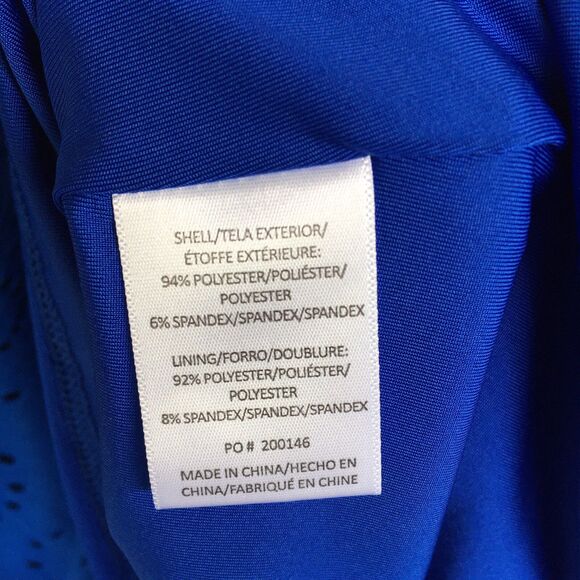 SHELL/TELA EXTERIOR/
ÉTOFFE EXTÉRIEURE:
94% POLYESTER/POLIÉSTER/
POLYESTER
6% SPANDEX/SPANDEX/SPANDEX
LINING/FORRO/DOUBLURE:
92% POLYESTER/POLIÉSTER/
POLYESTER
8% SPANDEX/SPANDEX/SPANDEX
PO # 200146
MADE IN CHINA/HECHO EN
CHINA/FABRIQUÉ EN CHINE